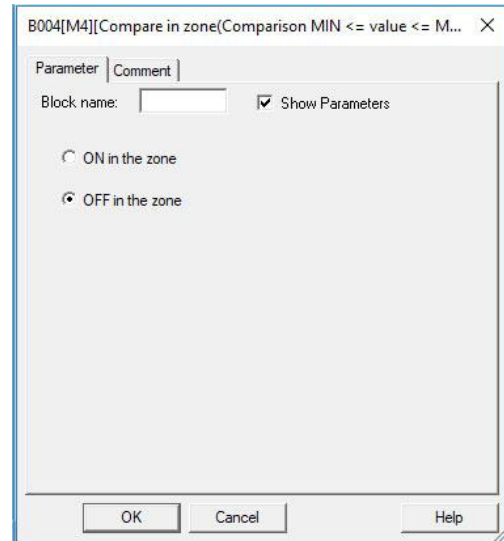 B004[M4][Compare in zone(Comparison MIN <= value <= M...
Parameter Comment
Block name: Show Parameters
ON in the zone
OFF in the zone
OK Cancel Help